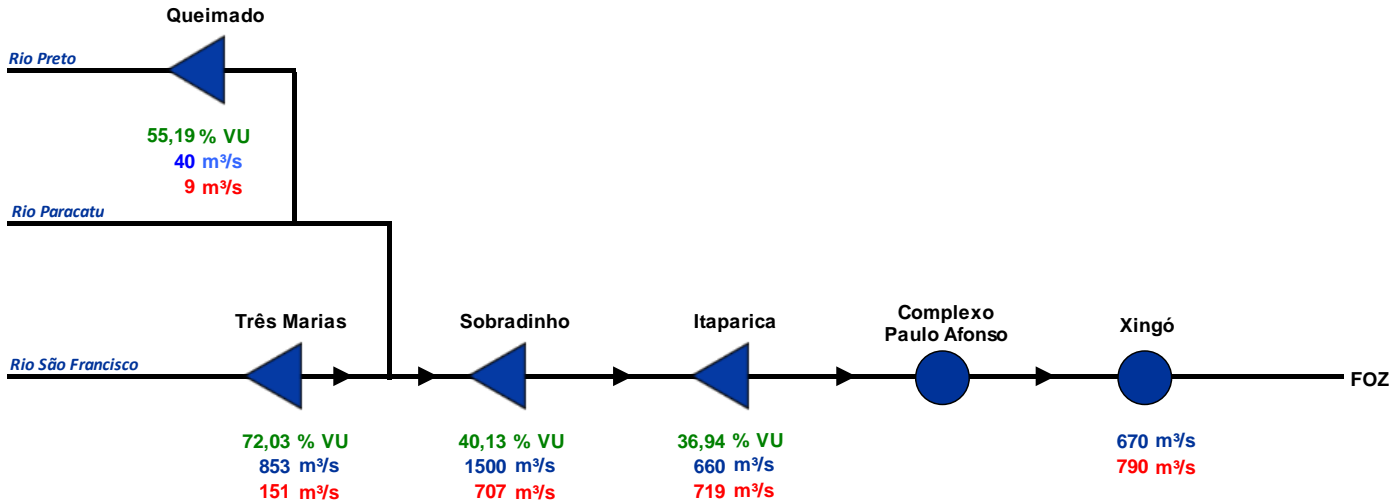 Queimado
Rio Preto
55,19 % VU
40 m³/s
9 m³/s
Rio Paracatu
Três Marias
Sobradinho
Itaparica
Complexo
Paulo Afonso
Xingó
Rio São Francisco
FOZ
72,03 % VU
853 m³/s
151 m³/s
40,13 % VU
1500 m³/s
707 m³/s
36,94 % VU
660 m³/s
719 m³/s
670 m³/s
790 m³/s